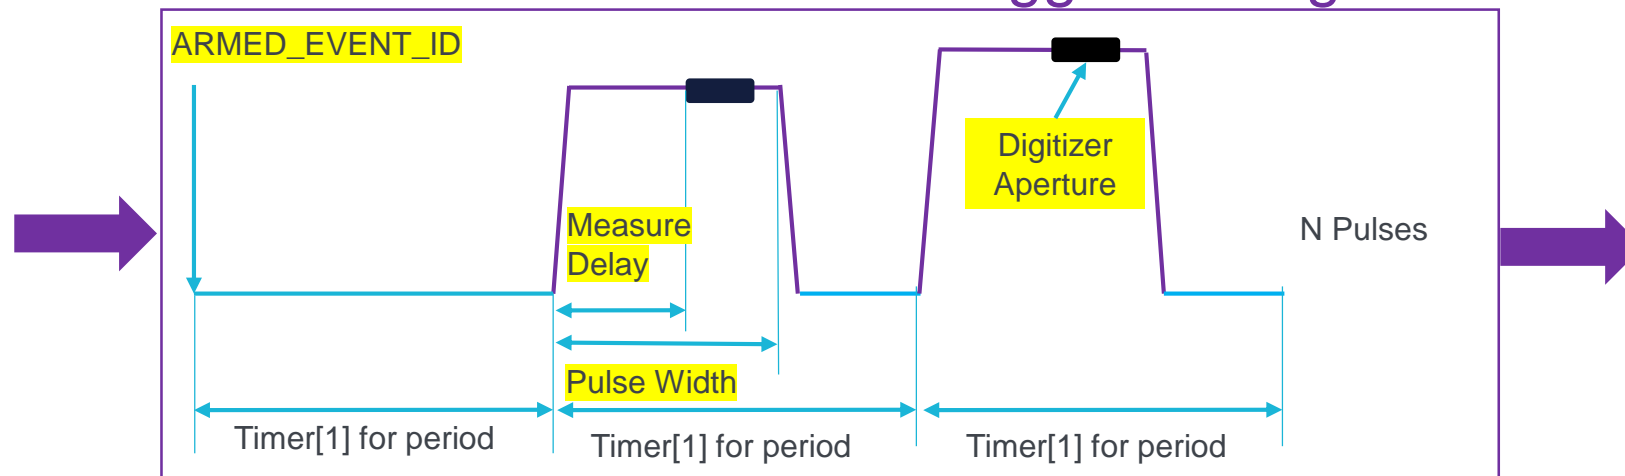 ARMED_EVENT_ID
Digitizer
Aperture
Measure
Delay
N Pulses
Pulse Width
Timer[1] for period
Timer[1] for period
Timer[1] for period